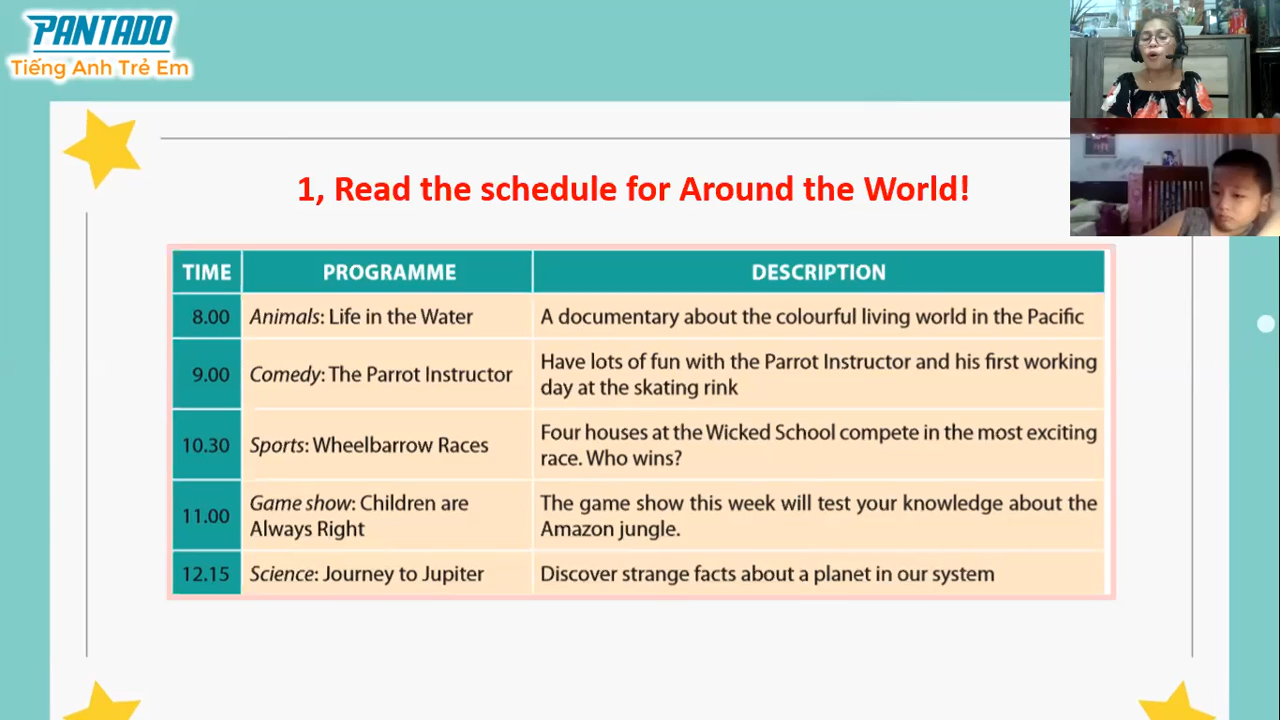 PANTADO
Tiếng Anh Trẻ Em
1, Read the schedule for Around the World!
TIME PROGRAMME DESCRIPTION
8.00 Animals: Life in the Water A documentary about the colourful living world in the Pacific
9.00 Comedy: The Parrot Instructor Have lots of fun with the Parrot Instructor and his first working
day at the skating rink
10.30 Sports: Wheelbarrow Races Four houses at the Wicked School compete in the most exciting
race. Who wins?
11.00 Game show: Children are
Always Right
The game show this week will test your knowledge about the
Amazon jungle.
12.15 Science: Journey to Jupiter Discover strange facts about a planet in our system